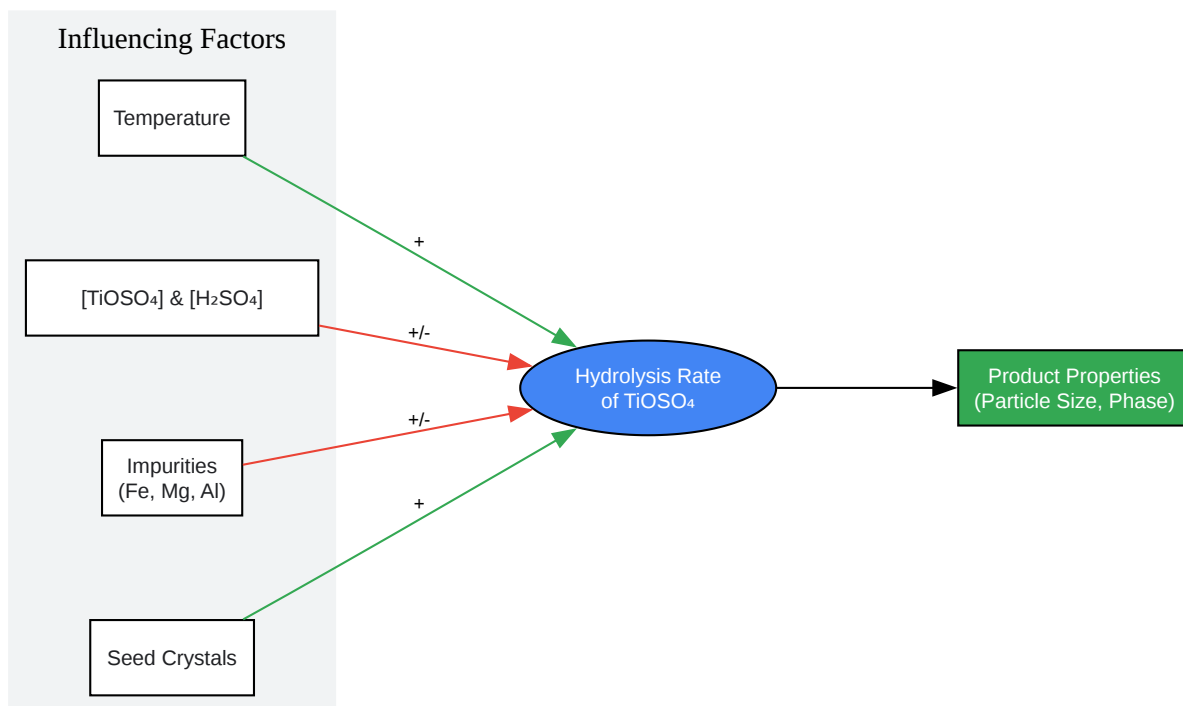 Influencing Factors
Temperature
+
[TiOSO₄] & [H₂SO₄]
+/-
Hydrolysis Rate
of TiOSO₄
Product Properties
(Particle Size, Phase)
+/-
Impurities
(Fe, Mg, Al)
+
Seed Crystals